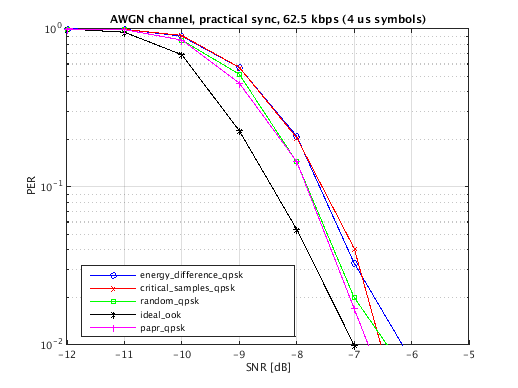 AWGN channel, practical sync, 62.5 kbps (4 us symbols)
10^0
10^-1
10^-2
PER
energy_difference_qpsk
critical_samples_qpsk
random_qpsk
ideal_ook
papr_qpsk
-12 -11 -10 -9 -8 -7 -6 -5
SNR [dB]